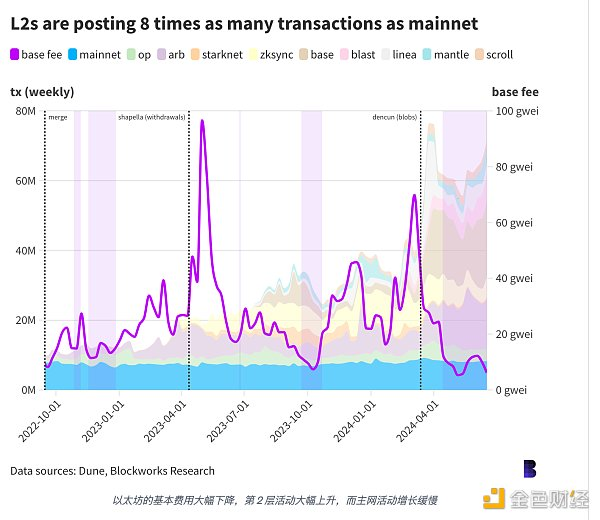 L2s are posting 8 times as many transactions as mainnet
base fee mainnet op arb starknet zksync base blast linea mantle scroll
tx (weekly) base fee
80M 100 gwei
merge shapella (withdrawals) dencun (blobs)
80 gwei
60M
60 gwei
40M
40 gwei
20M
20 gwei
0M 0 gwei
2022-10-01 2023-01-01 2023-04-01 2023-07-01 2023-10-01 2024-01-01 2024-04-01
Data sources: Dune, Blockworks Research
以太坊的基本费用大幅下降，第 2 层活动大幅上升，而主网活动增长缓慢
金色财经